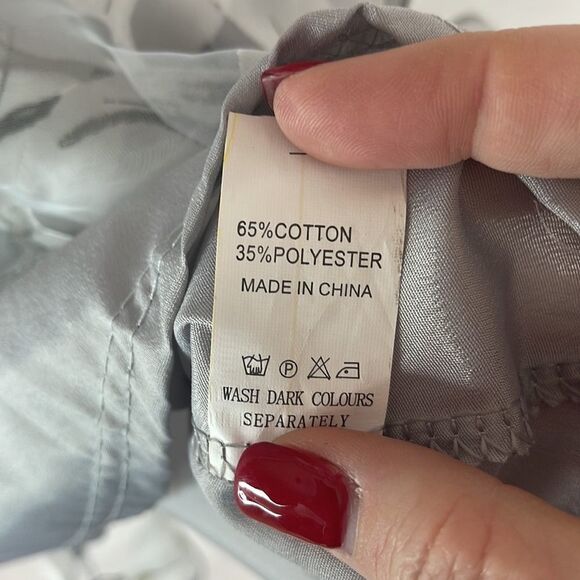 65%COTTON
35%POLYESTER
MADE IN CHINA
P
WASH DARK COLOURS
SEPARATELY